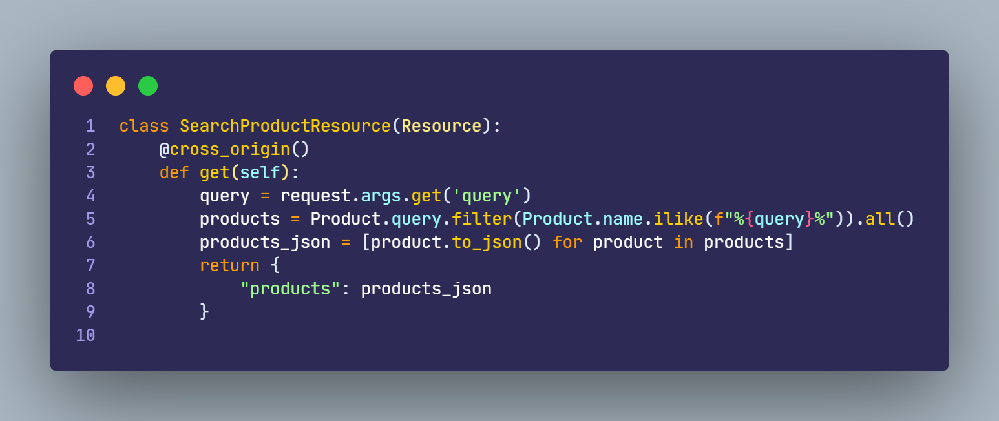 1 class SearchProductResource(Resource):
2     @cross_origin()
3     def get(self):
4         query = request.args.get('query')
5         products = Product.query.filter(Product.name.ilike(f"%{query}%")).all()
6         products_json = [product.to_json() for product in products]
7         return {
8             "products": products_json
9         }
10